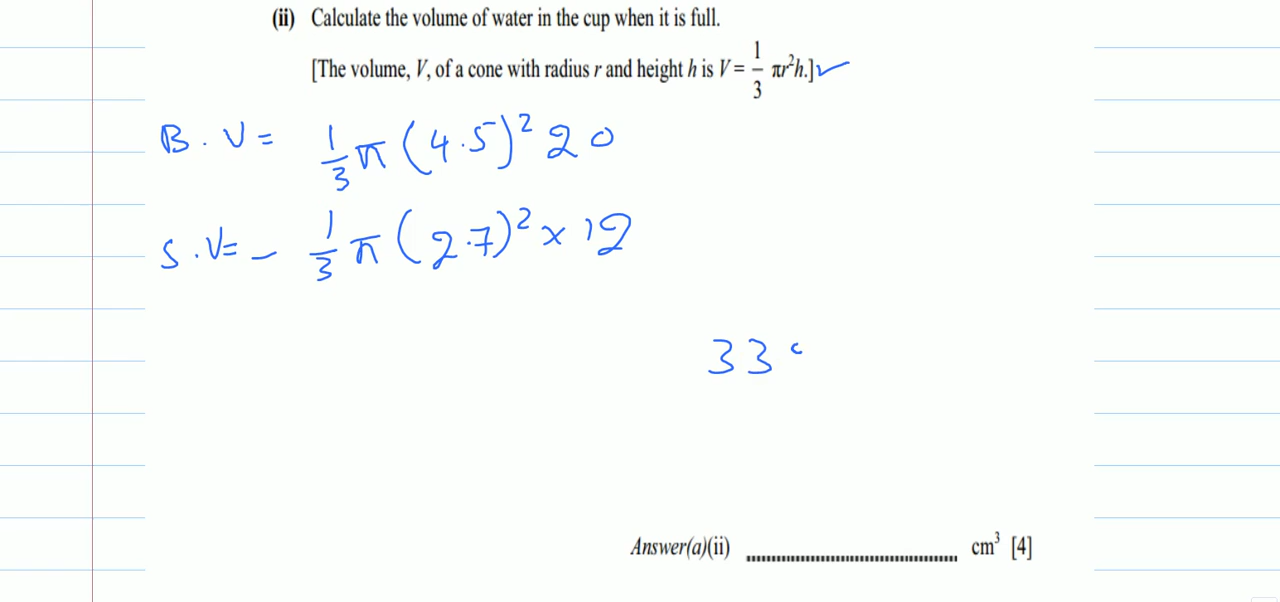 (ii) Calculate the volume of water in the cup when it is full.
[The volume, V, of a cone with radius r and height h is V = 1/3 πr²h.]
B . V = 1/3 π (4.5)² 20
S . V = - 1/3 π (2.7)² x 12
33
Answer(a)(ii) ........................................ cm³ [4]